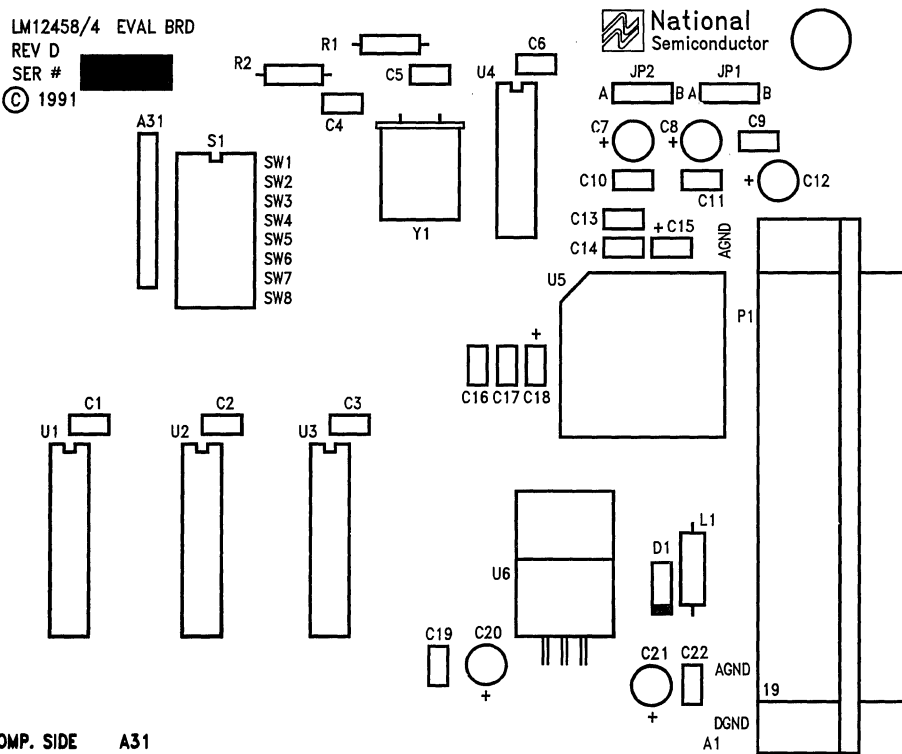 LM12458/4 EVAL BRD
REV D
SER #
© 1991
R1
R2
C5
C4
C6
U4
National
Semiconductor
JP2
JP1
A
B
A
B
C7
+
C8
+
C9
C10
C11
+
C12
C13
C14
+
C15
AGND
A31
S1
SW1
SW2
SW3
SW4
SW5
SW6
SW7
SW8
Y1
U5
P1
+
C16
C17
C18
C1
C2
C3
U1
U2
U3
U6
D1
L1
C19
C20
+
C21
+
C22
AGND
19
DGND
A1
OMP. SIDE A31